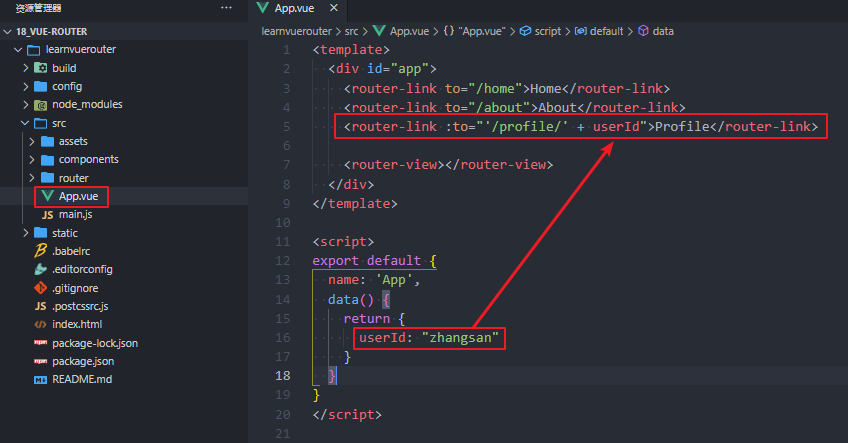 资源管理器
18_VUE-ROUTER
learnvuerouter
build
config
node_modules
src
assets
components
router
App.vue
JS main.js
static
.babelrc
.editorconfig
.gitignore
JS .postcssrc.js
index.html
package-lock.json
package.json
README.md
App.vue ×
learnvuerouter > src > App.vue > {} "App.vue" > script > default > data
1 <template>
2 <div id="app">
3 <router-link to="/home">Home</router-link>
4 <router-link to="/about">About</router-link>
5 <router-link :to="'/profile/' + userId">Profile</router-link>
6
7 <router-view></router-view>
8 </div>
9 </template>
10
11 <script>
12 export default {
13 name: 'App',
14 data() {
15 return {
16 userId: "zhangsan"
17 }
18 }
19 }
20 </script>
21